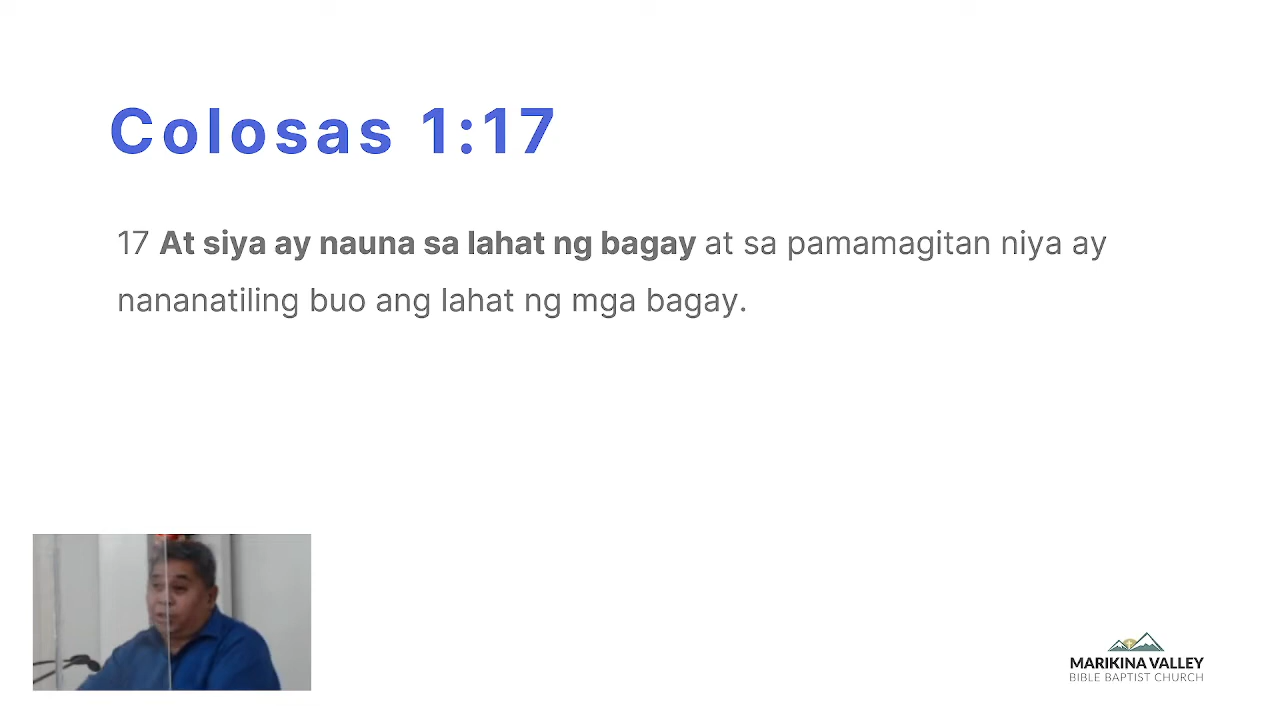 Colosas 1:17
17 At siya ay nauna sa lahat ng bagay at sa pamamagitan niya ay
nananatiling buo ang lahat ng mga bagay.
MARIKINA VALLEY
BIBLE BAPTIST CHURCH